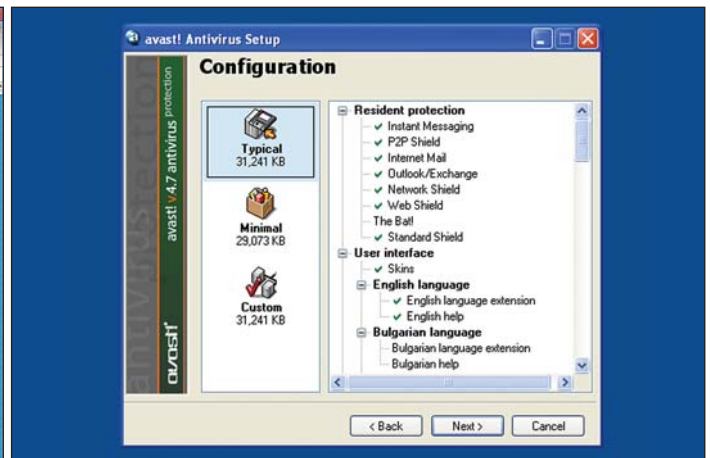 avast! Antivirus Setup
Configuration
avast! v.4.7 antivirus protection
avast!
antivirus protection
Typical
31,241 KB
Minimal
29,073 KB
Custom
31,241 KB
Resident protection
Instant Messaging
P2P Shield
Internet Mail
Outlook/Exchange
Network Shield
Web Shield
The Bat!
Standard Shield
User interface
Skins
English language
English language extension
English help
Bulgarian language
Bulgarian language extension
Bulgarian help
< Back
Next >
Cancel